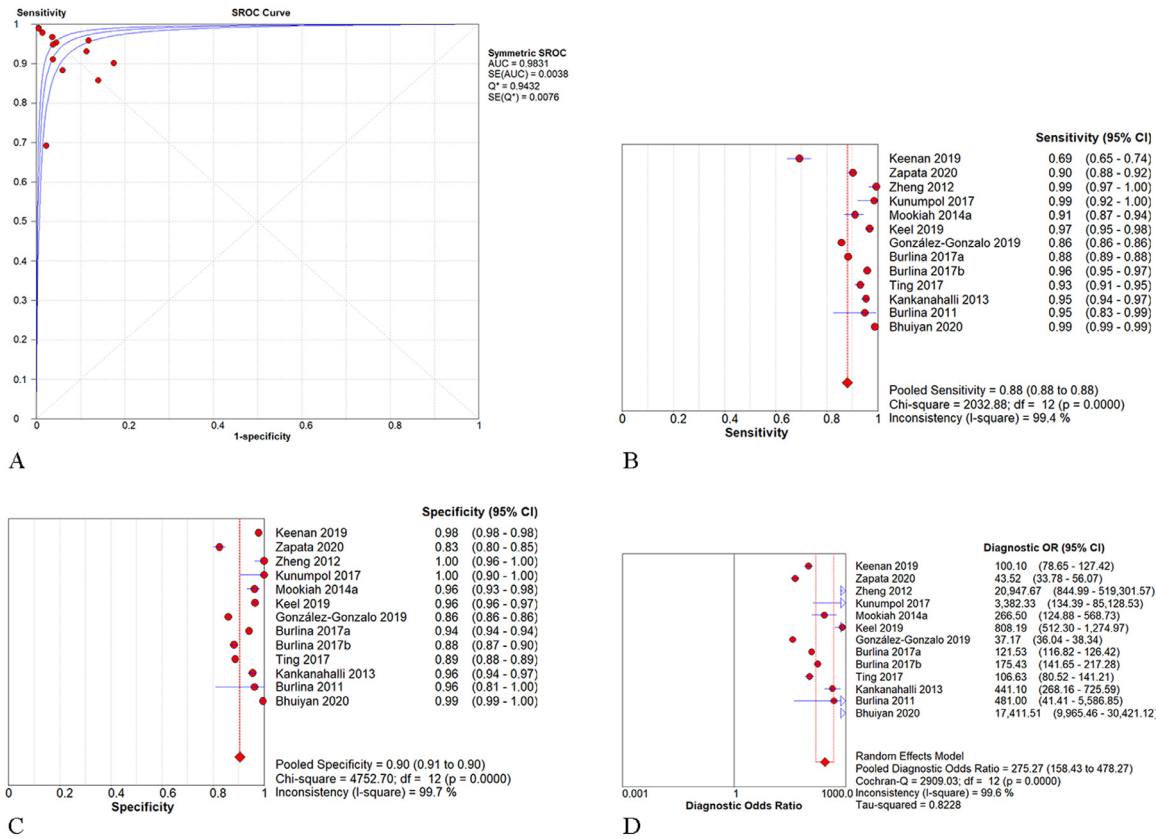 Sensitivity SROC Curve
1
0.9
0.8
0.7
0.6
0.5
0.4
0.3
0.2
0.1
0
0 0.2 0.4 0.6 0.8 1
1-specificity
Symmetric SROC
AUC = 0.9831
SE(AUC) = 0.0038
Q* = 0.9432
SE(Q*) = 0.0076
A
Sensitivity (95% CI)
Keenan 2019 0.69 (0.65 - 0.74)
Zapata 2020 0.90 (0.88 - 0.92)
Zheng 2012 0.99 (0.97 - 1.00)
Kunumpol 2017 0.99 (0.92 - 1.00)
Mookiah 2014a 0.91 (0.87 - 0.94)
Keel 2019 0.97 (0.95 - 0.98)
González-Gonzalo 2019 0.86 (0.86 - 0.86)
Burlina 2017a 0.88 (0.89 - 0.88)
Burlina 2017b 0.96 (0.95 - 0.97)
Ting 2017 0.93 (0.91 - 0.95)
Kankanahalli 2013 0.95 (0.94 - 0.97)
Burlina 2011 0.95 (0.83 - 0.99)
Bhuiyan 2020 0.99 (0.99 - 0.99)
Pooled Sensitivity = 0.88 (0.88 to 0.88)
Chi-square = 2032.88; df = 12 (p = 0.0000)
Inconsistency (I-square) = 99.4 %
0 0.2 0.4 0.6 0.8 1
Sensitivity
B
Specificity (95% CI)
Keenan 2019 0.98 (0.98 - 0.98)
Zapata 2020 0.83 (0.80 - 0.85)
Zheng 2012 1.00 (0.96 - 1.00)
Kunumpol 2017 1.00 (0.90 - 1.00)
Mookiah 2014a 0.96 (0.93 - 0.98)
Keel 2019 0.96 (0.96 - 0.97)
González-Gonzalo 2019 0.86 (0.86 - 0.86)
Burlina 2017a 0.94 (0.94 - 0.94)
Burlina 2017b 0.88 (0.87 - 0.90)
Ting 2017 0.89 (0.88 - 0.89)
Kankanahalli 2013 0.96 (0.94 - 0.97)
Burlina 2011 0.96 (0.81 - 1.00)
Bhuiyan 2020 0.99 (0.99 - 1.00)
Pooled Specificity = 0.90 (0.91 to 0.90)
Chi-square = 4752.70; df = 12 (p = 0.0000)
Inconsistency (I-square) = 99.7 %
0 0.2 0.4 0.6 0.8 1
Specificity
C
Diagnostic OR (95% CI)
Keenan 2019 100.10 (78.65 - 127.42)
Zapata 2020 43.52 (33.78 - 56.07)
Zheng 2012 20,947.67 (844.99 - 519,301.57)
Kunumpol 2017 3,382.33 (134.39 - 85,128.53)
Mookiah 2014a 266.50 (124.88 - 568.73)
Keel 2019 808.19 (512.30 - 1,274.97)
González-Gonzalo 2019 37.17 (36.04 - 38.34)
Burlina 2017a 121.53 (116.82 - 126.42)
Burlina 2017b 175.43 (141.65 - 217.28)
Ting 2017 106.63 (80.52 - 141.21)
Kankanahalli 2013 441.10 (268.16 - 725.59)
Burlina 2011 481.00 (41.41 - 5,586.85)
Bhuiyan 2020 17,411.51 (9,965.46 - 30,421.12)
Random Effects Model
Pooled Diagnostic Odds Ratio = 275.27 (158.43 to 478.27)
Cochran-Q = 2909.03; df = 12 (p = 0.0000)
Inconsistency (I-square) = 99.6 %
Tau-squared = 0.8228
0.001 1 1000.0
Diagnostic Odds Ratio
D